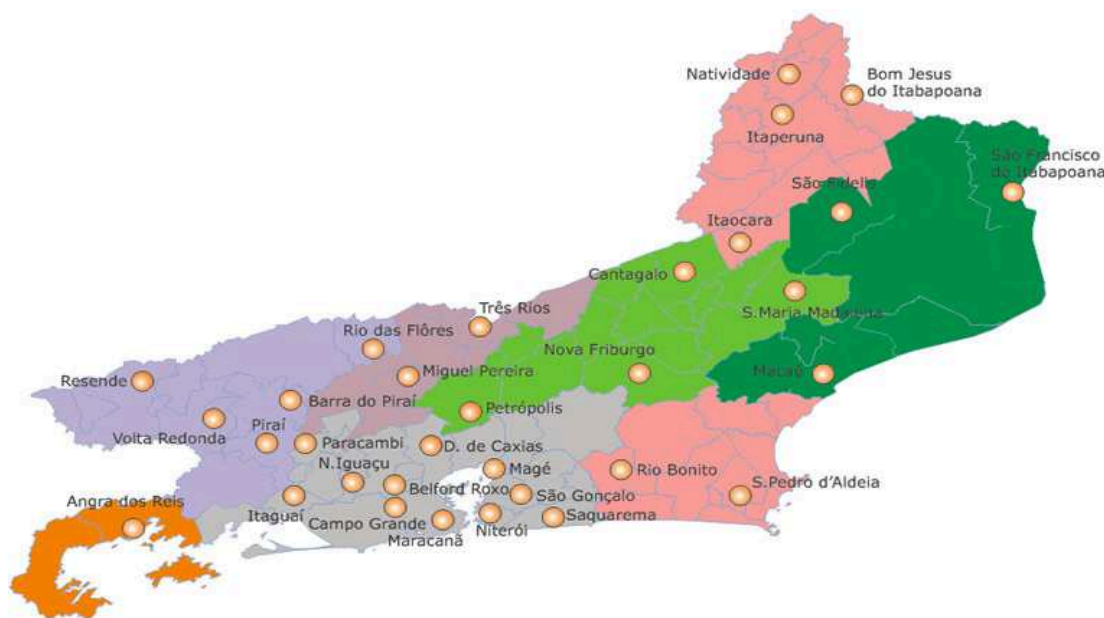 Natividade
Bom Jesus
do Itabapoana
Itaperuna
São Francisco
de Itabapoana
São Fidelis
Itaocara
Cantagalo
S.Maria Madalena
Três Rios
Rio das Flôres
Nova Friburgo
Macaé
Miguel Pereira
Resende
Barra do Piraí
Petrópolis
Volta Redonda
Piraí
Paracambi
D. de Caxias
N.Iguaçu
Magé
Rio Bonito
Belford Roxo
São Gonçalo
S.Pedro d'Aldeia
Angra dos Reis
Itaguaí
Campo Grande
Maracanã
Niterói
Saquarema